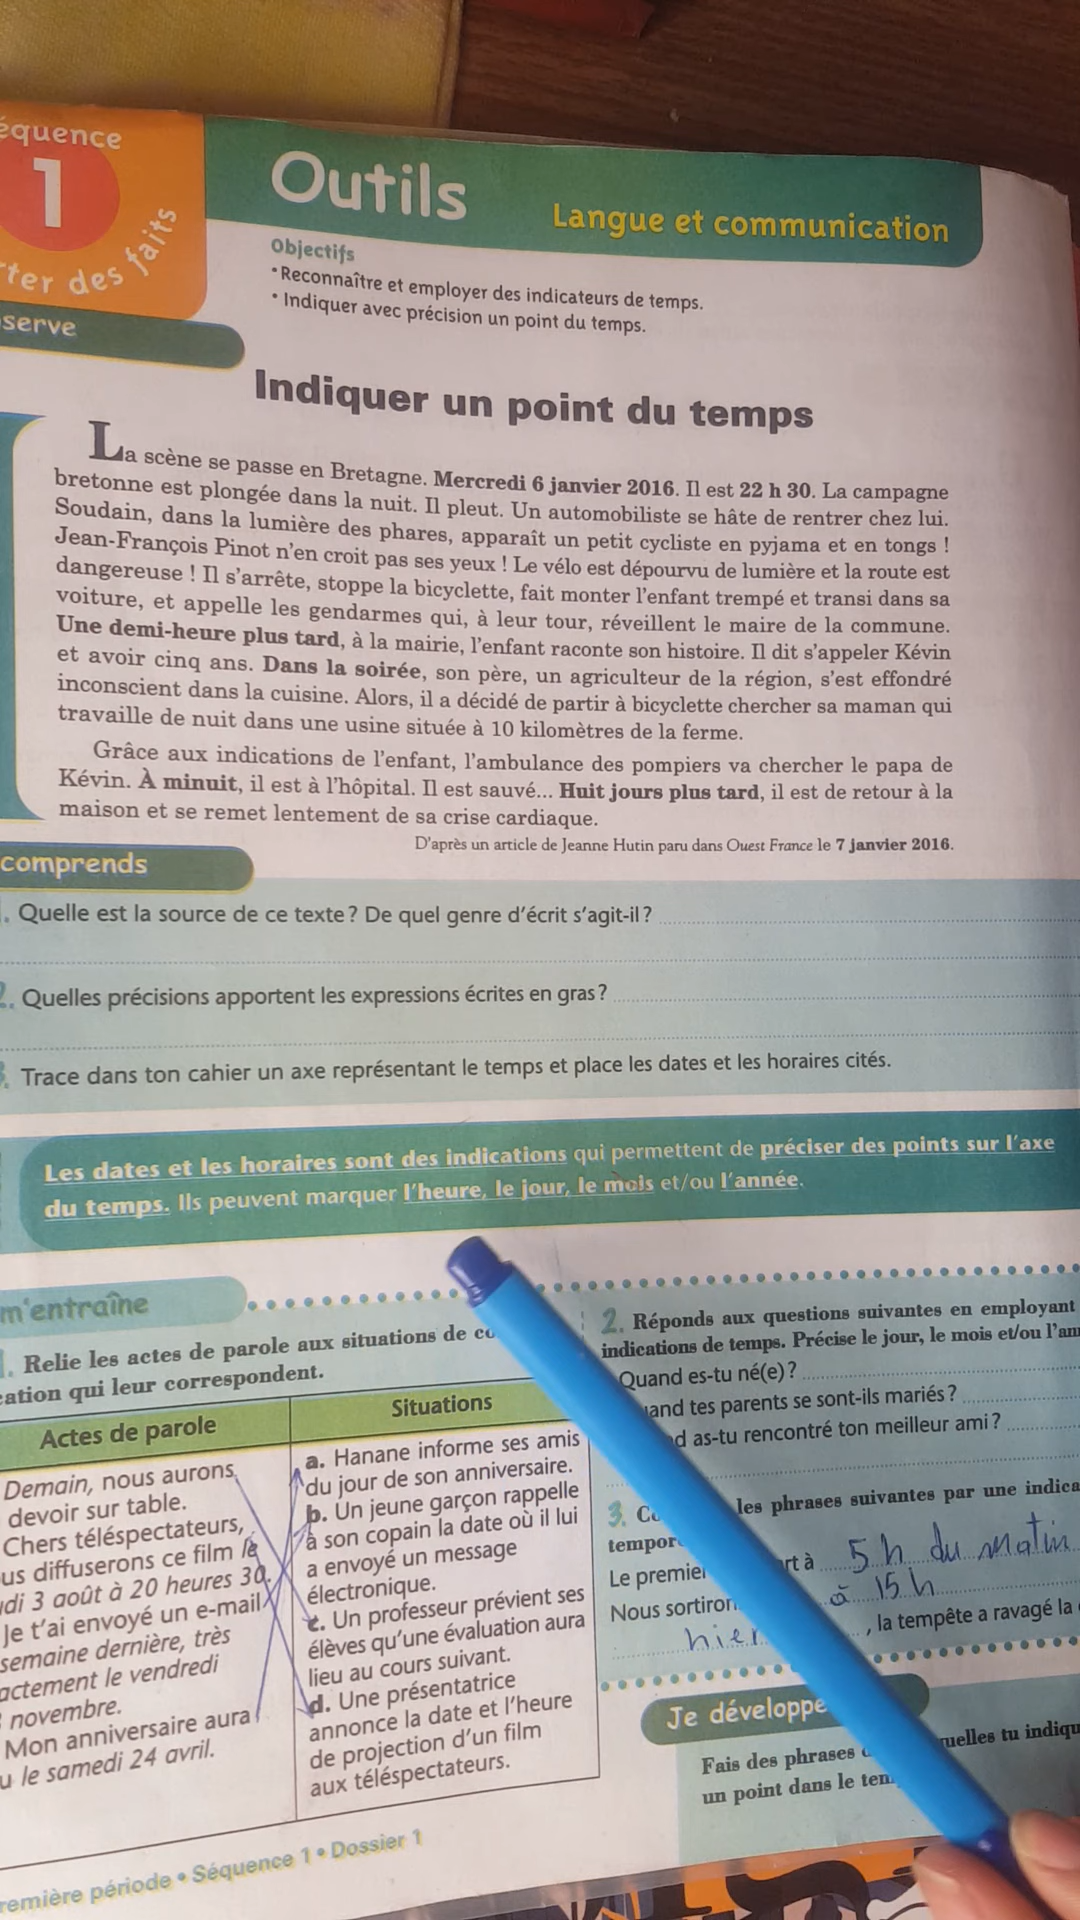 équence
1
rter des faits
Outils
Langue et communication
Objectifs
• Reconnaître et employer des indicateurs de temps.
• Indiquer avec précision un point du temps.
serve
Indiquer un point du temps
La scène se passe en Bretagne. Mercredi 6 janvier 2016. Il est 22 h 30. La campagne
bretonne est plongée dans la nuit. Il pleut. Un automobiliste se hâte de rentrer chez lui.
Soudain, dans la lumière des phares, apparaît un petit cycliste en pyjama et en tongs !
Jean-François Pinot n'en croit pas ses yeux ! Le vélo est dépourvu de lumière et la route est
dangereuse ! Il s'arrête, stoppe la bicyclette, fait monter l'enfant trempé et transi dans sa
voiture, et appelle les gendarmes qui, à leur tour, réveillent le maire de la commune.
Une demi-heure plus tard, à la mairie, l'enfant raconte son histoire. Il dit s'appeler Kévin
et avoir cinq ans. Dans la soirée, son père, un agriculteur de la région, s'est effondré
inconscient dans la cuisine. Alors, il a décidé de partir à bicyclette chercher sa maman qui
travaille de nuit dans une usine située à 10 kilomètres de la ferme.
Grâce aux indications de l'enfant, l'ambulance des pompiers va chercher le papa de
Kévin. À minuit, il est à l'hôpital. Il est sauvé... Huit jours plus tard, il est de retour à la
maison et se remet lentement de sa crise cardiaque.
D'après un article de Jeanne Hutin paru dans Ouest France le 7 janvier 2016.
comprends
. Quelle est la source de ce texte ? De quel genre d'écrit s'agit-il ?
2. Quelles précisions apportent les expressions écrites en gras ?
3. Trace dans ton cahier un axe représentant le temps et place les dates et les horaires cités.
Les dates et les horaires sont des indications qui permettent de préciser des points sur l'axe
du temps. Ils peuvent marquer l'heure, le jour, le mois et/ou l'année.
m'entraîne
1. Relie les actes de parole aux situations de co
cation qui leur correspondent.
Actes de parole
Demain, nous aurons
devoir sur table.
Chers téléspectateurs,
us diffuserons ce film le
udi 3 août à 20 heures 30.
Je t'ai envoyé un e-mail
semaine dernière, très
actement le vendredi
novembre.
Mon anniversaire aura
u le samedi 24 avril.
Situations
a. Hanane informe ses amis
du jour de son anniversaire.
b. Un jeune garçon rappelle
à son copain la date où il lui
a envoyé un message
électronique.
c. Un professeur prévient ses
élèves qu'une évaluation aura
lieu au cours suivant.
d. Une présentatrice
annonce la date et l'heure
de projection d'un film
aux téléspectateurs.
2. Réponds aux questions suivantes en employant
indications de temps. Précise le jour, le mois et/ou l'an
Quand es-tu né(e) ?
uand tes parents se sont-ils mariés ?
d as-tu rencontré ton meilleur ami ?
3. Co les phrases suivantes par une indica
tempor
Le premier rt à 5 h du matin
Nous sortiron à 15 h
hier , la tempête a ravagé la
Je développe
Fais des phrases uelles tu indiqu
un point dans le tem
remière période • Séquence 1 • Dossier 1